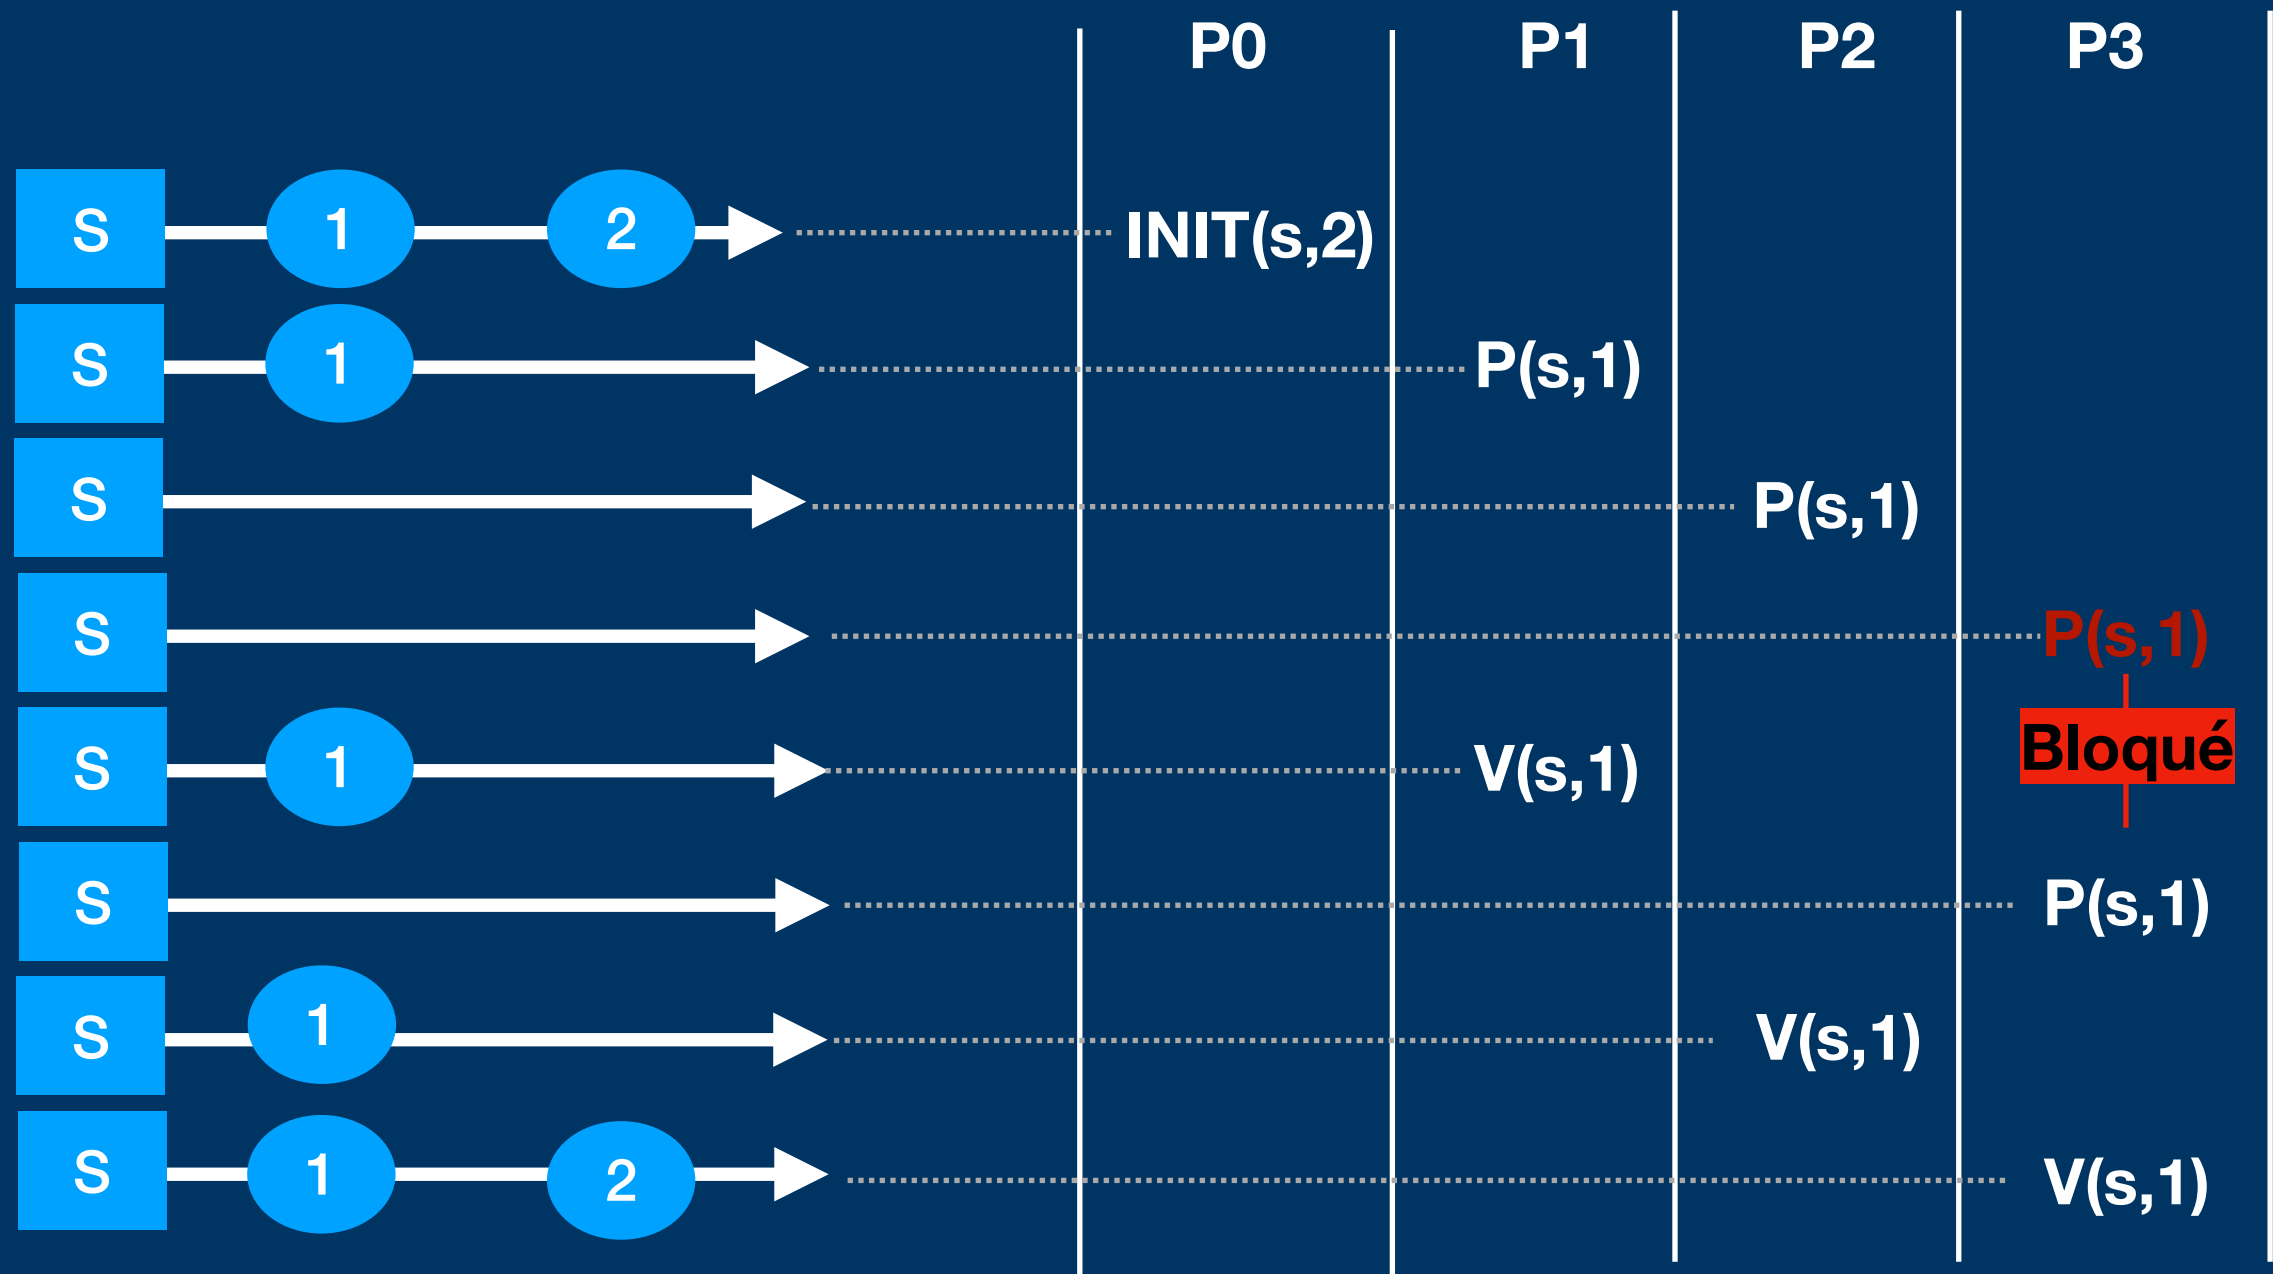 P0 P1 P2 P3
S 1 2 INIT(s,2)
S 1 P(s,1)
S P(s,1)
S P(s,1)
S 1 V(s,1) Bloqué
S P(s,1)
S 1 V(s,1)
S 1 2 V(s,1)